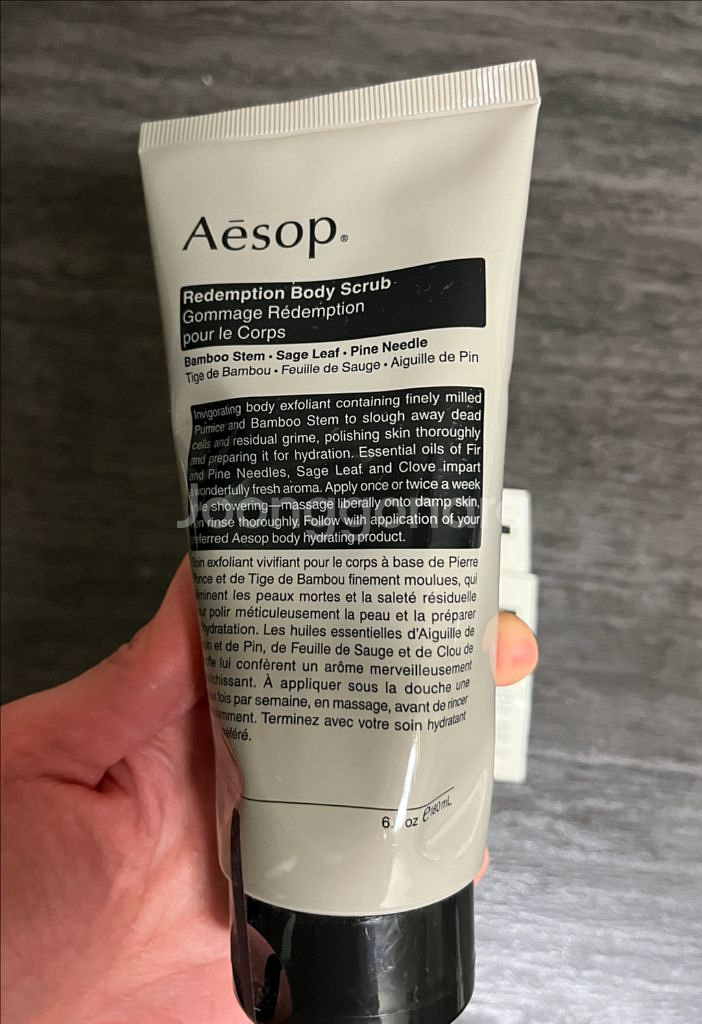 Aēsop®
Redemption Body Scrub
Gommage Rédemption
pour le Corps
Bamboo Stem · Sage Leaf · Pine Needle
Tige de Bambou · Feuille de Sauge · Aiguille de Pin
Invigorating body exfoliant containing finely milled
Pumice and Bamboo Stem to slough away dead
cells and residual grime, polishing skin thoroughly
and preparing it for hydration. Essential oils of Fir
and Pine Needles, Sage Leaf and Clove impart
a wonderfully fresh aroma. Apply once or twice a week
showering—massage liberally onto damp skin,
rinse thoroughly. Follow with application of your
Aesop body hydrating product.
exfoliant vivifiant pour le corps à base de Pierre
et de Tige de Bambou finement moulues, qui
les peaux mortes et la saleté résiduelle
polir méticuleusement la peau et la préparer
hydratation. Les huiles essentielles d'Aiguille de
et de Pin, de Feuille de Sauge et de Clou de
lui confèrent un arôme merveilleusement
À appliquer sous la douche une
fois par semaine, en massage, avant de rincer
Terminez avec votre soin hydratant
oz ℮180mL
Joonggonara